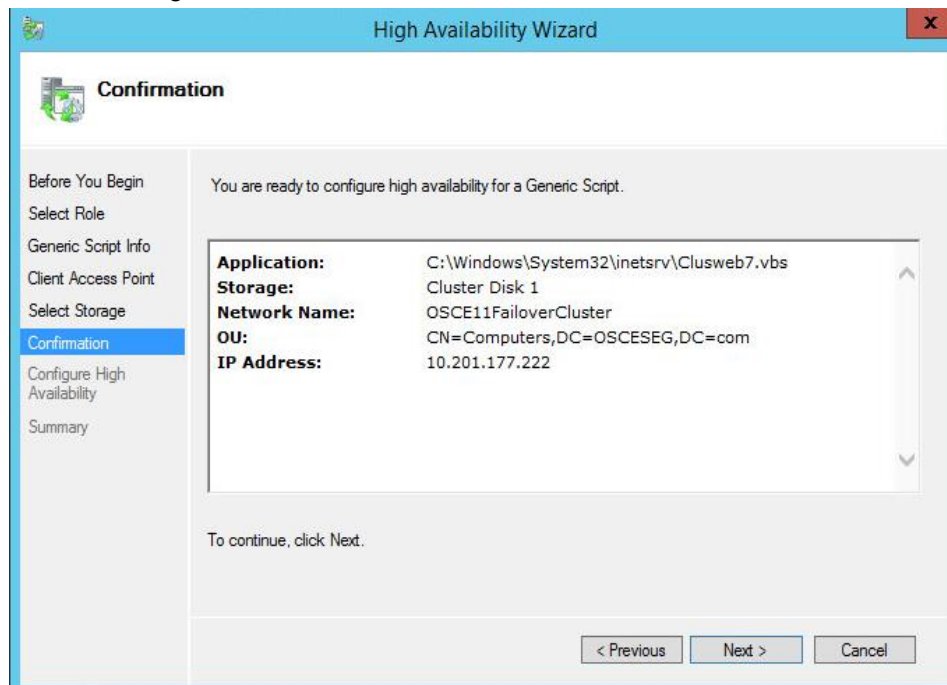 High Availability Wizard
x
Confirmation
Before You Begin
Select Role
Generic Script Info
Client Access Point
Select Storage
Confirmation
Configure High
Availability
Summary
You are ready to configure high availability for a Generic Script.
Application: C:\Windows\System32\inetsrv\Clusweb7.vbs
Storage: Cluster Disk 1
Network Name: OSCE11FailoverCluster
OU: CN=Computers,DC=OSCESEG,DC=com
IP Address: 10.201.177.222
To continue, click Next.
< Previous Next > Cancel